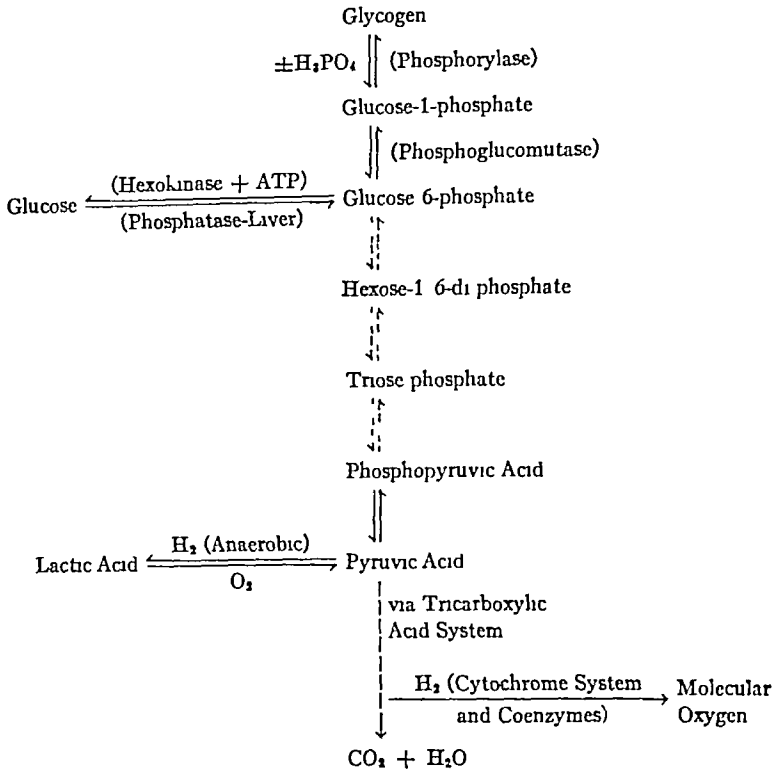 Glycogen
±H₃PO₄ (Phosphorylase)
Glucose-1-phosphate
(Phosphoglucomutase)
(Hexokinase + ATP)
Glucose Glucose 6-phosphate
(Phosphatase-Liver)
Hexose-1 6-di phosphate
Triose phosphate
Phosphopyruvic Acid
H₂ (Anaerobic)
Lactic Acid Pyruvic Acid
O₂
via Tricarboxylic
Acid System
H₂ (Cytochrome System Molecular
and Coenzymes) Oxygen
CO₂ + H₂O